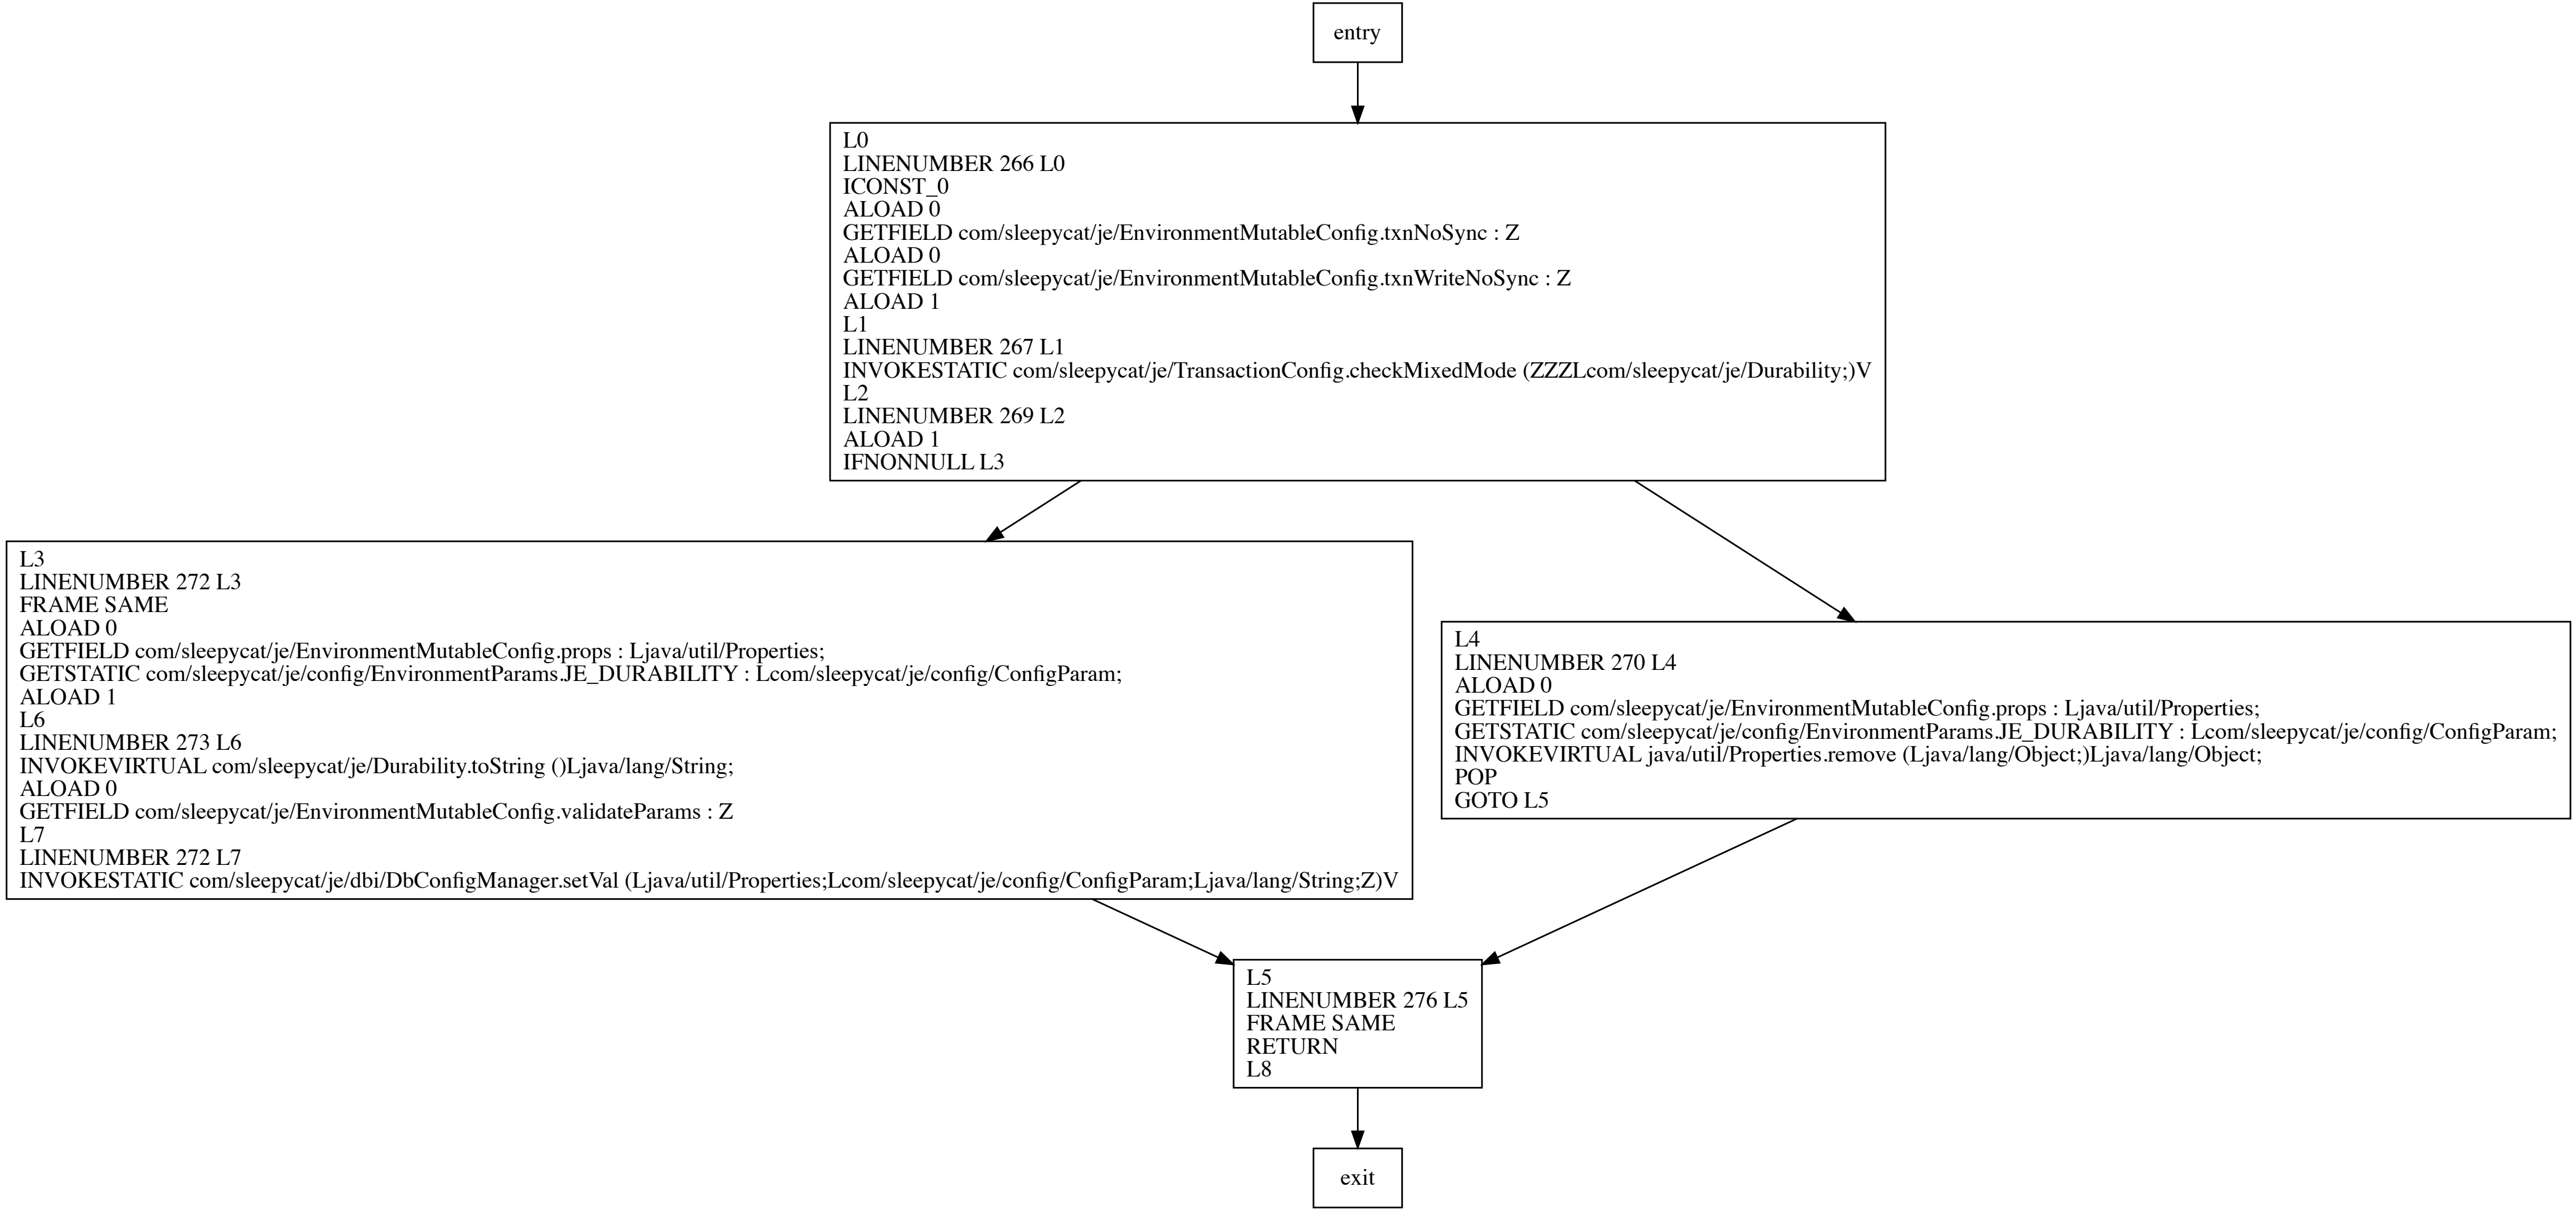 entry
L0
LINENUMBER 266 L0
ICONST_0
ALOAD 0
GETFIELD com/sleepycat/je/EnvironmentMutableConfig.txnNoSync : Z
ALOAD 0
GETFIELD com/sleepycat/je/EnvironmentMutableConfig.txnWriteNoSync : Z
ALOAD 1
L1
LINENUMBER 267 L1
INVOKESTATIC com/sleepycat/je/TransactionConfig.checkMixedMode (ZZZLcom/sleepycat/je/Durability;)V
L2
LINENUMBER 269 L2
ALOAD 1
IFNONNULL L3
L3
LINENUMBER 272 L3
FRAME SAME
ALOAD 0
GETFIELD com/sleepycat/je/EnvironmentMutableConfig.props : Ljava/util/Properties;
GETSTATIC com/sleepycat/je/config/EnvironmentParams.JE_DURABILITY : Lcom/sleepycat/je/config/ConfigParam;
ALOAD 1
L6
LINENUMBER 273 L6
INVOKEVIRTUAL com/sleepycat/je/Durability.toString ()Ljava/lang/String;
ALOAD 0
GETFIELD com/sleepycat/je/EnvironmentMutableConfig.validateParams : Z
L7
LINENUMBER 272 L7
INVOKESTATIC com/sleepycat/je/dbi/DbConfigManager.setVal (Ljava/util/Properties;Lcom/sleepycat/je/config/ConfigParam;Ljava/lang/String;Z)V
L4
LINENUMBER 270 L4
ALOAD 0
GETFIELD com/sleepycat/je/EnvironmentMutableConfig.props : Ljava/util/Properties;
GETSTATIC com/sleepycat/je/config/EnvironmentParams.JE_DURABILITY : Lcom/sleepycat/je/config/ConfigParam;
INVOKEVIRTUAL java/util/Properties.remove (Ljava/lang/Object;)Ljava/lang/Object;
POP
GOTO L5
L5
LINENUMBER 276 L5
FRAME SAME
RETURN
L8
exit